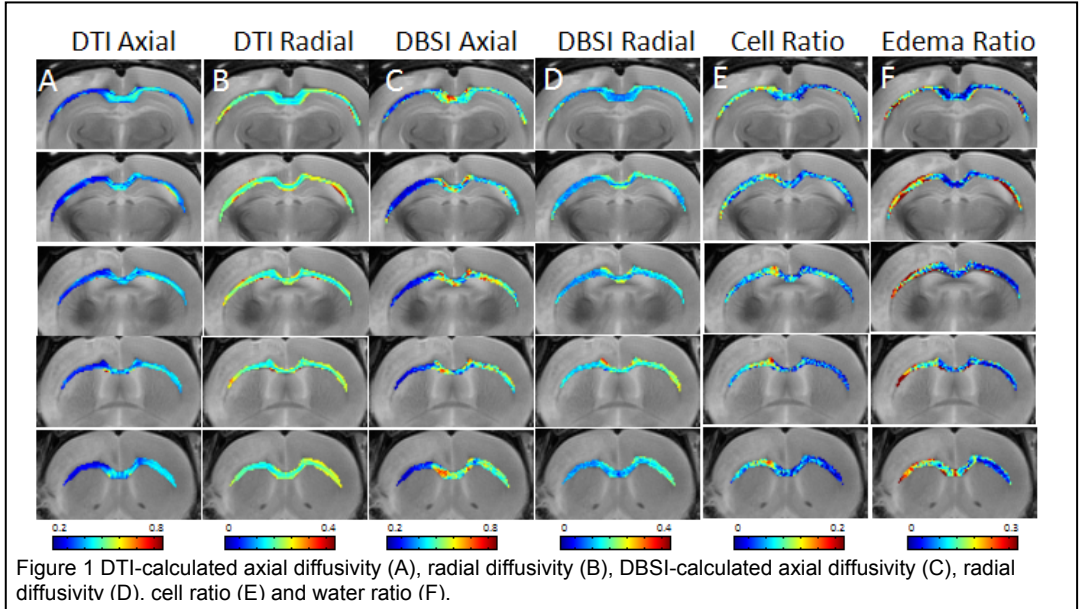 DTI Axial DTI Radial DBSI Axial DBSI Radial Cell Ratio Edema Ratio
A B C D E F
0.2 0.8 0 0.4 0.2 0.8 0 0.4 0 0.2 0 0.3
Figure 1 DTI-calculated axial diffusivity (A), radial diffusivity (B), DBSI-calculated axial diffusivity (C), radial
diffusivity (D), cell ratio (E) and water ratio (F).